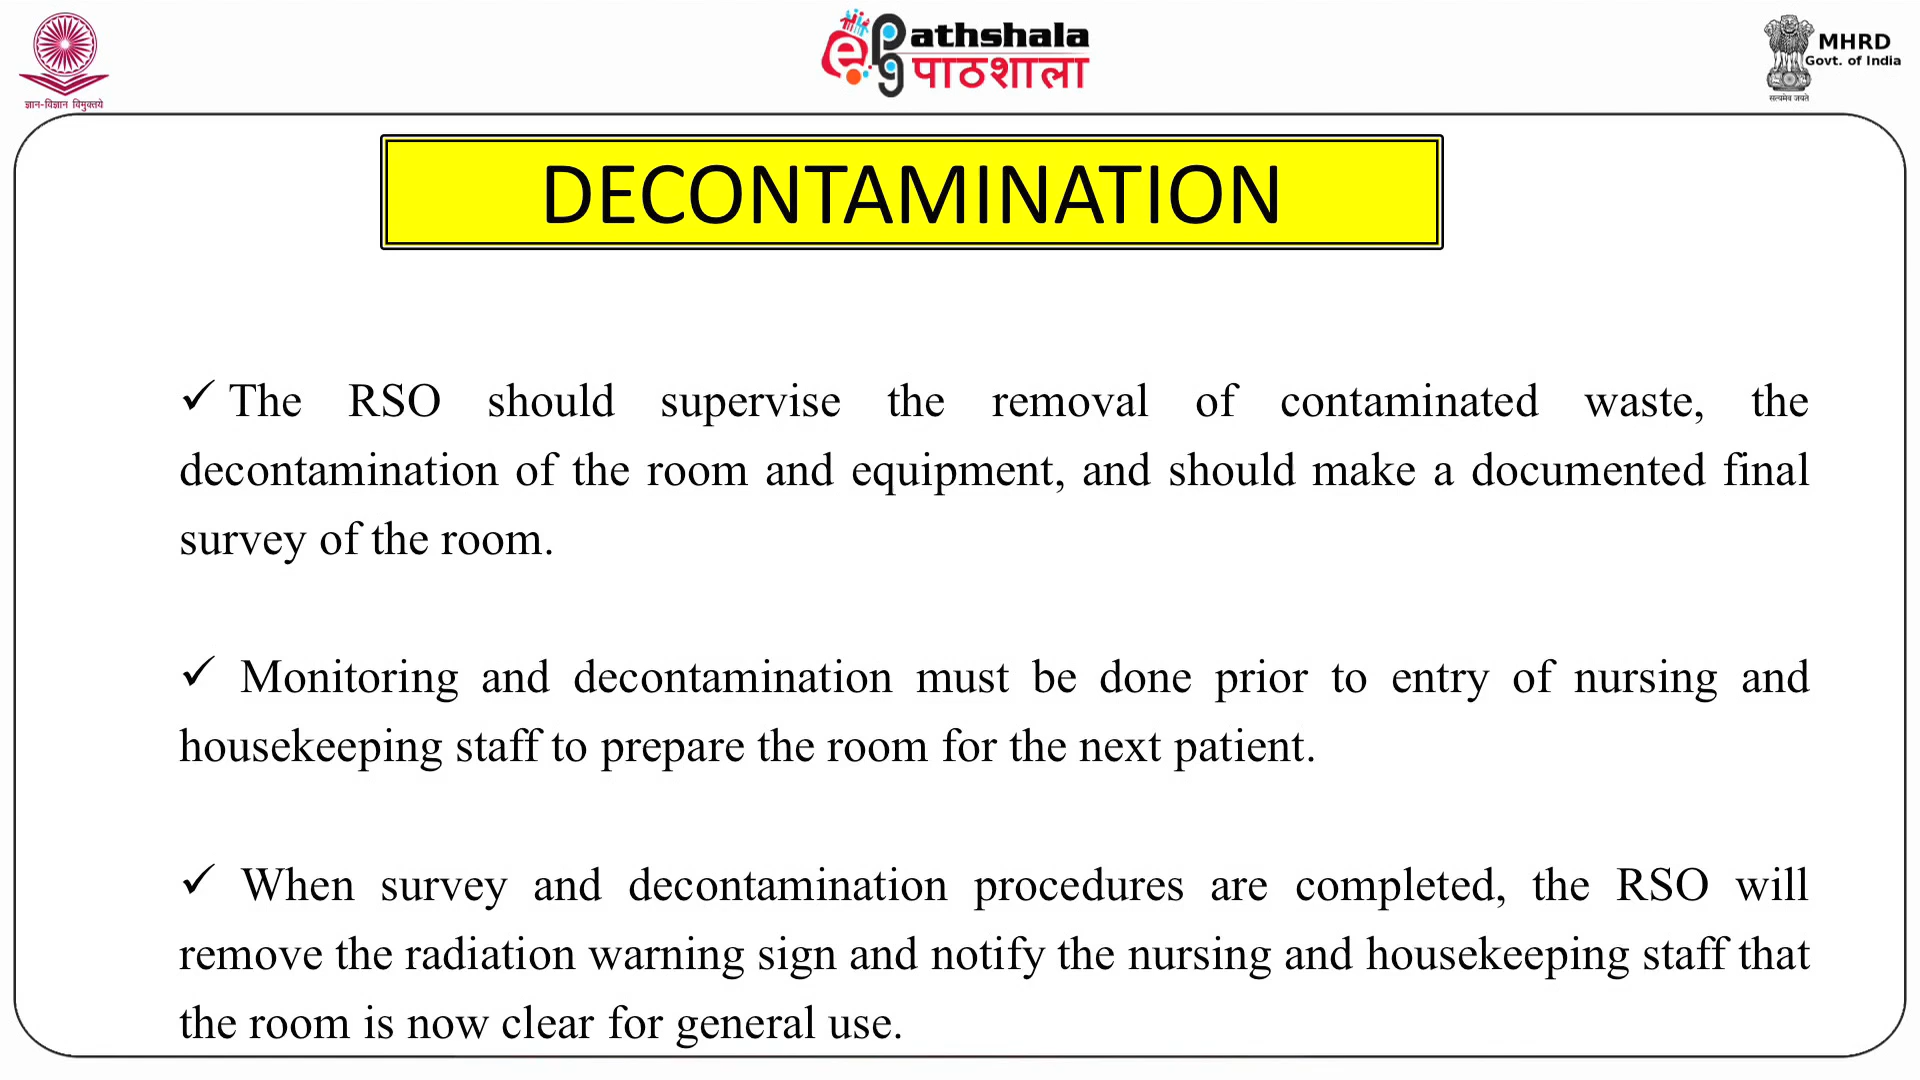 ज्ञान-विज्ञान विमुक्तये
e Pg
athshala
पाठशाला
MHRD
Govt. of India
सत्यमेव जयते
DECONTAMINATION
✓ The RSO should supervise the removal of contaminated waste, the
decontamination of the room and equipment, and should make a documented final
survey of the room.
✓ Monitoring and decontamination must be done prior to entry of nursing and
housekeeping staff to prepare the room for the next patient.
✓ When survey and decontamination procedures are completed, the RSO will
remove the radiation warning sign and notify the nursing and housekeeping staff that
the room is now clear for general use.